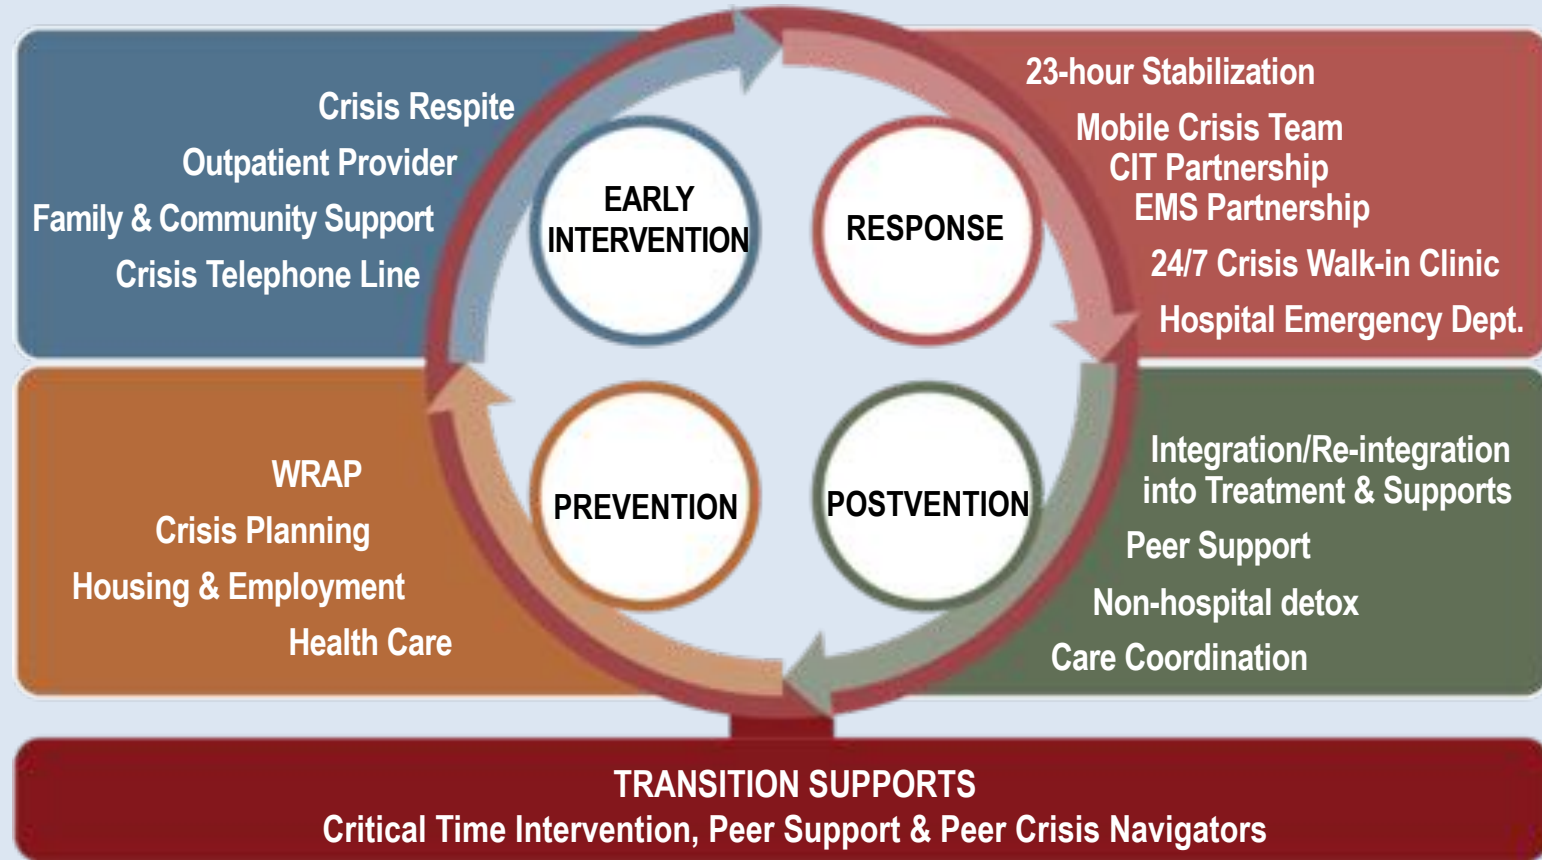 Crisis Respite
Outpatient Provider
Family & Community Support
Crisis Telephone Line
EARLY
INTERVENTION
RESPONSE
23-hour Stabilization
Mobile Crisis Team
CIT Partnership
EMS Partnership
24/7 Crisis Walk-in Clinic
Hospital Emergency Dept.
WRAP
Crisis Planning
Housing & Employment
Health Care
PREVENTION
POSTVENTION
Integration/Re-integration
into Treatment & Supports
Peer Support
Non-hospital detox
Care Coordination
TRANSITION SUPPORTS
Critical Time Intervention, Peer Support & Peer Crisis Navigators